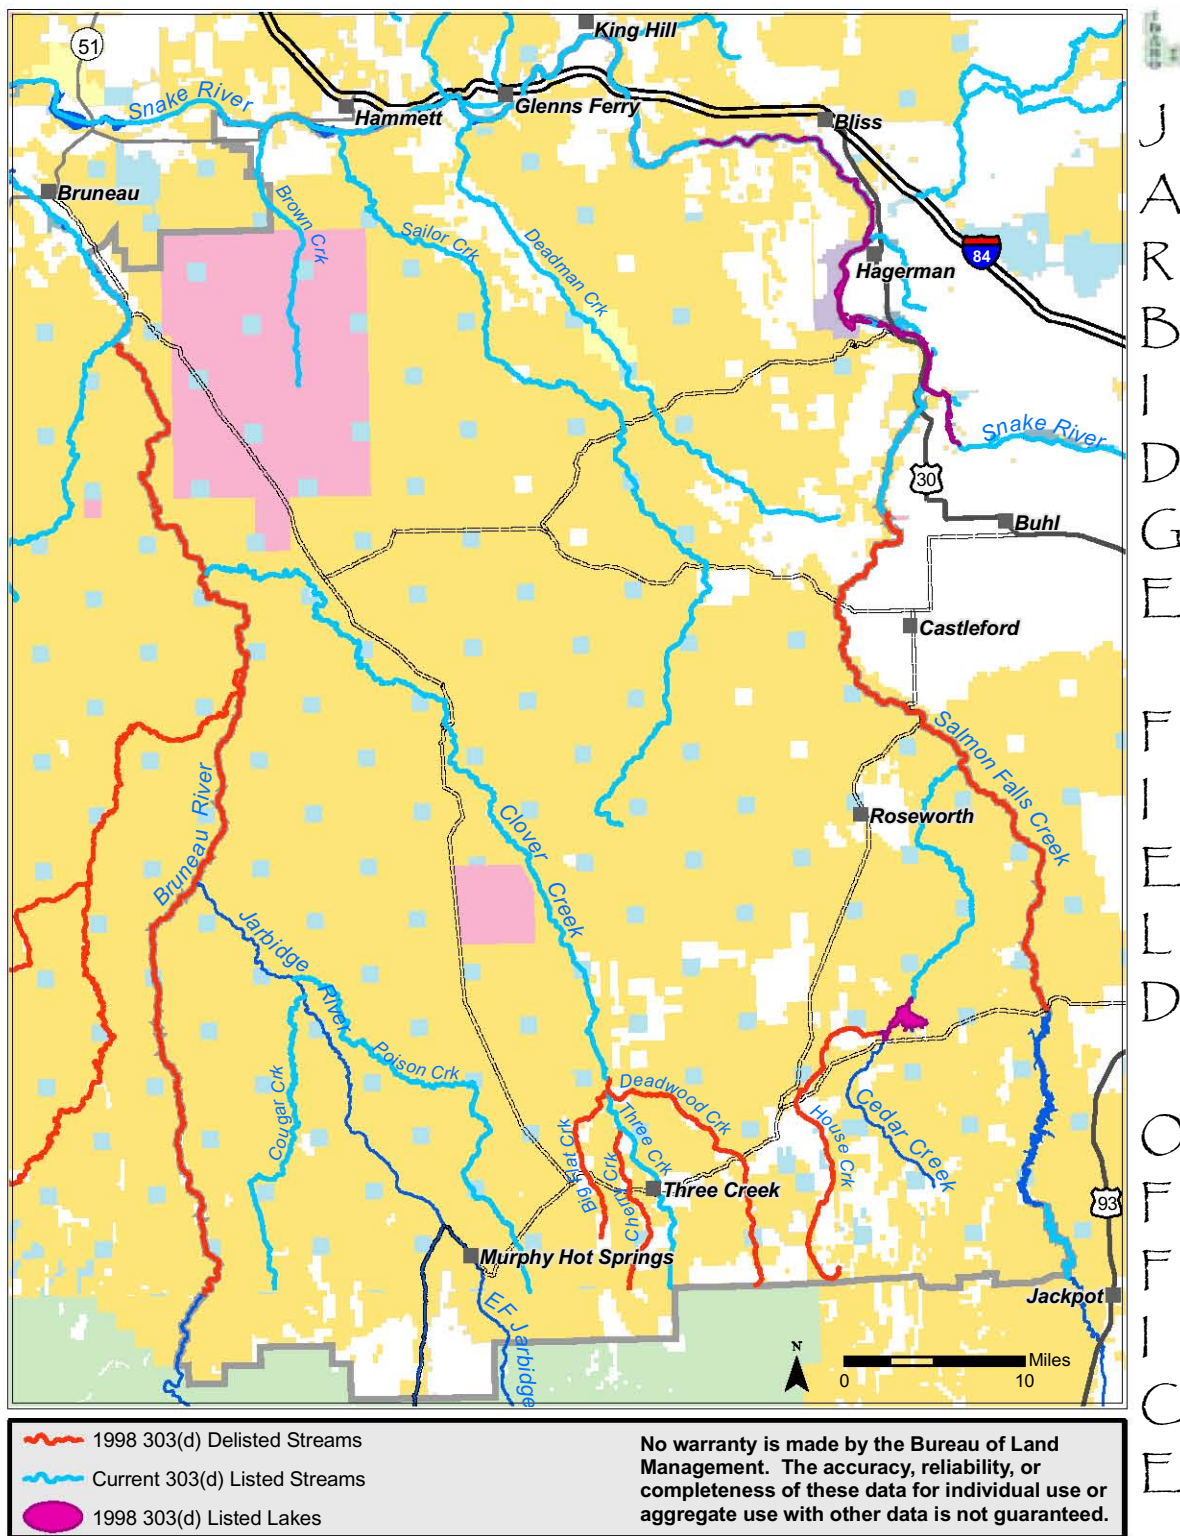 51
King Hill
Snake River
Hammett
Glenns Ferry
Bliss
Bruneau
Brown Crk
Sailor Crk
Deadman Crk
Hagerman
84
Snake River
30
Buhl
Castleford
Salmon Falls Creek
Roseworth
Bruneau River
Clover Creek
Jarbidge River
Poison Crk
Cougar Crk
Deadwood Crk
Three Crk
Big Flat Crk
Cherry Crk
House Crk
Cedar Creek
Three Creek
93
Murphy Hot Springs
EF Jarbidge
Jackpot
N
Miles
0 10
JARBIDGE FIELD OFFICE
1998 303(d) Delisted Streams
Current 303(d) Listed Streams
1998 303(d) Listed Lakes
No warranty is made by the Bureau of Land
Management. The accuracy, reliability, or
completeness of these data for individual use or
aggregate use with other data is not guaranteed.